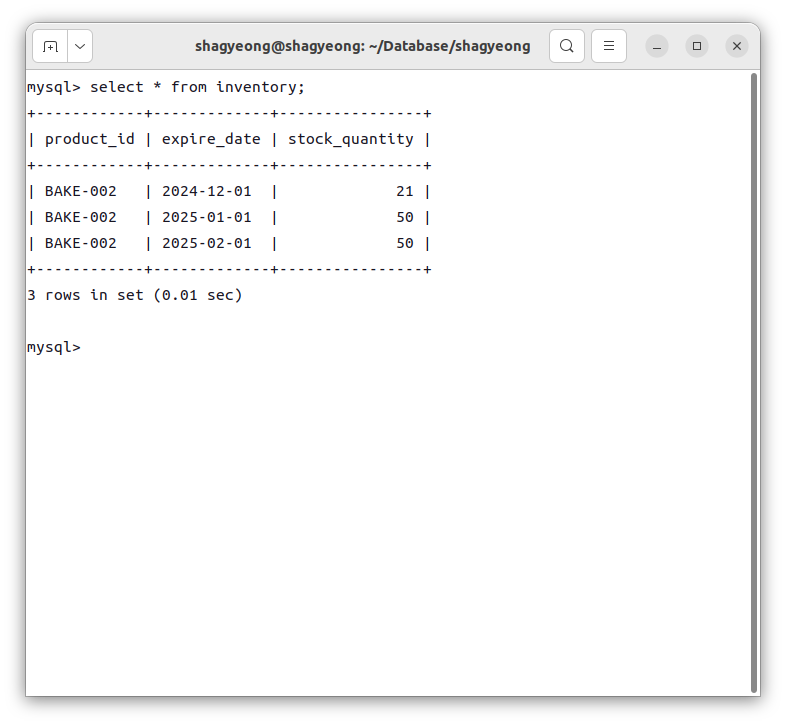 shagyeong@shagyeong: ~/Database/shagyeong
mysql> select * from inventory;
+------------+-------------+----------------+
| product_id | expire_date | stock_quantity |
+------------+-------------+----------------+
| BAKE-002   | 2024-12-01  |             21 |
| BAKE-002   | 2025-01-01  |             50 |
| BAKE-002   | 2025-02-01  |             50 |
+------------+-------------+----------------+
3 rows in set (0.01 sec)
mysql>